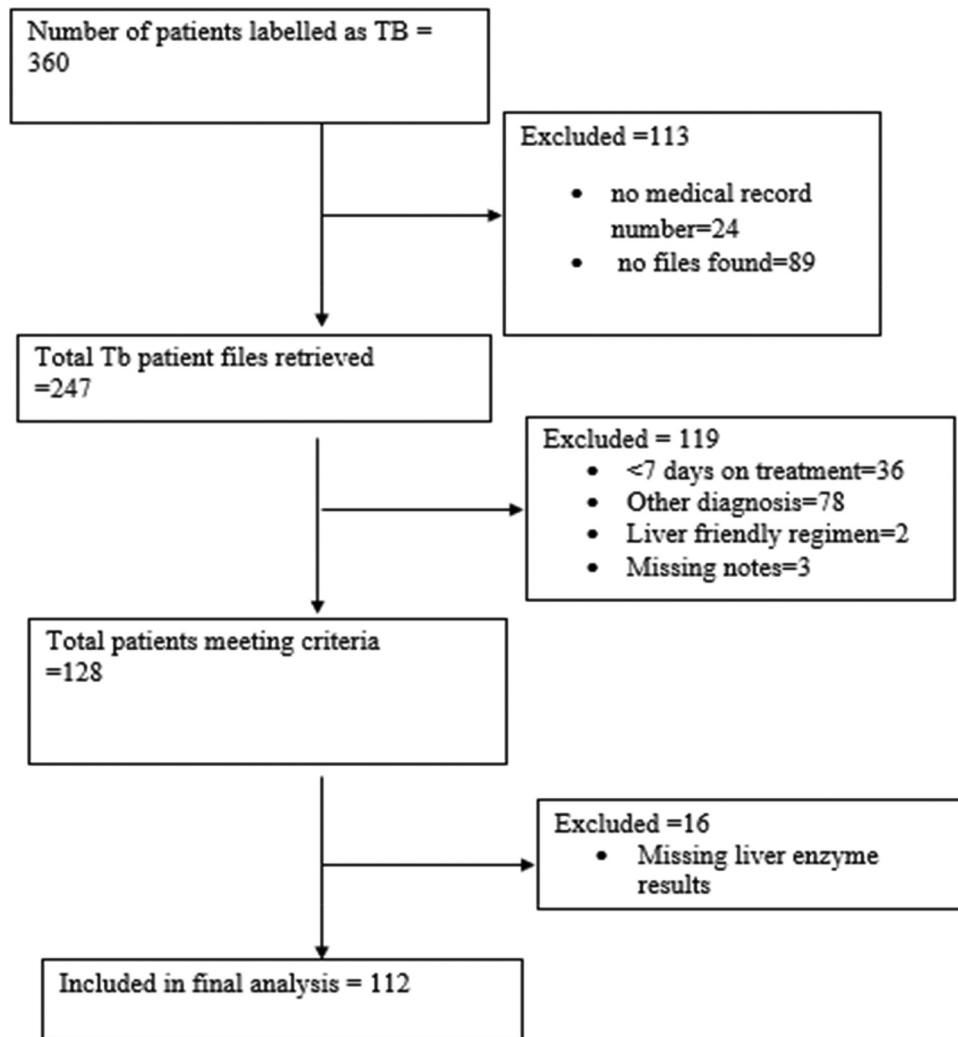 Number of patients labelled as TB =
360
Excluded =113
• no medical record
number=24
• no files found=89
Total Tb patient files retrieved
=247
Excluded = 119
• <7 days on treatment=36
• Other diagnosis=78
• Liver friendly regimen=2
• Missing notes=3
Total patients meeting criteria
=128
Excluded =16
• Missing liver enzyme
results
Included in final analysis = 112